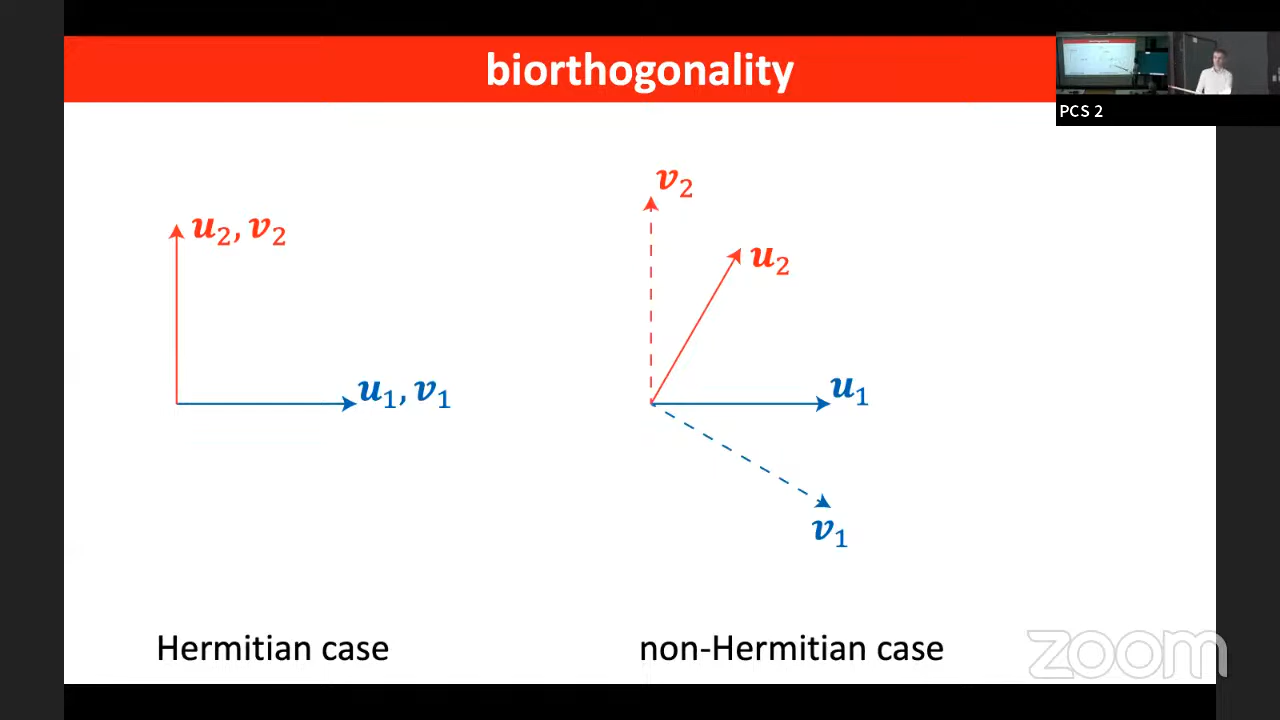 biorthogonality
PCS 2
v₂
u₂, v₂
u₂
u₁, v₁
u₁
v₁
Hermitian case
non-Hermitian case
zoom